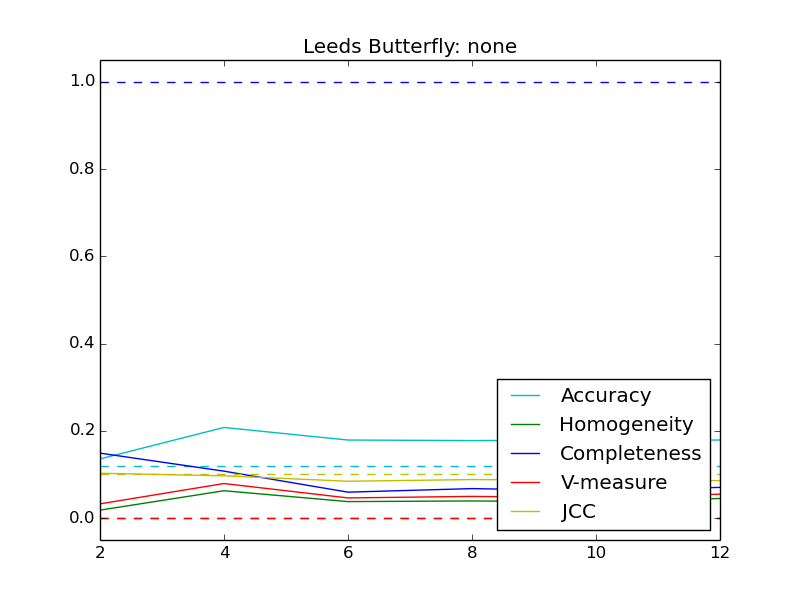 Leeds Butterfly: none
1.0
0.8
0.6
0.4
0.2
0.0
Accuracy
Homogeneity
Completeness
V-measure
JCC
2 4 6 8 10 12